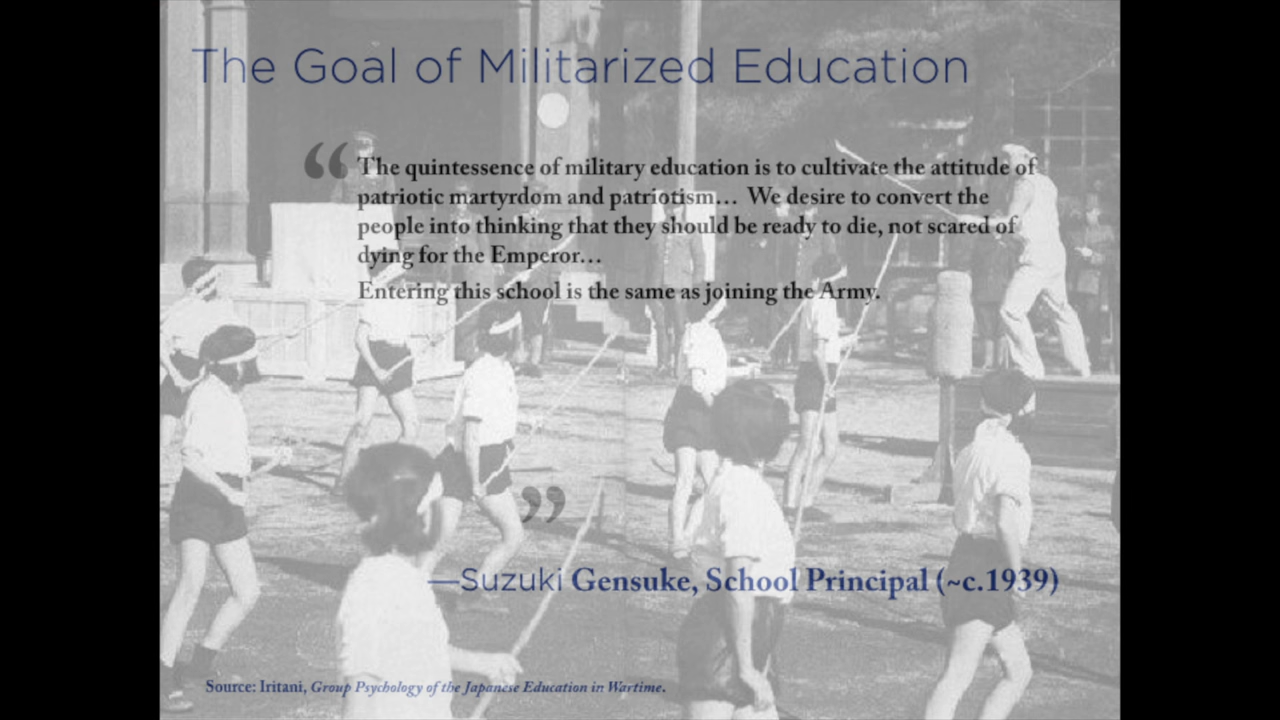 The Goal of Militarized Education
“The quintessence of military education is to cultivate the attitude of
patriotic martyrdom and patriotism… We desire to convert the
people into thinking that they should be ready to die, not scared of
dying for the Emperor…
Entering this school is the same as joining the Army.
”
—Suzuki Gensuke, School Principal (~c.1939)
Source: Iritani, Group Psychology of the Japanese Education in Wartime.